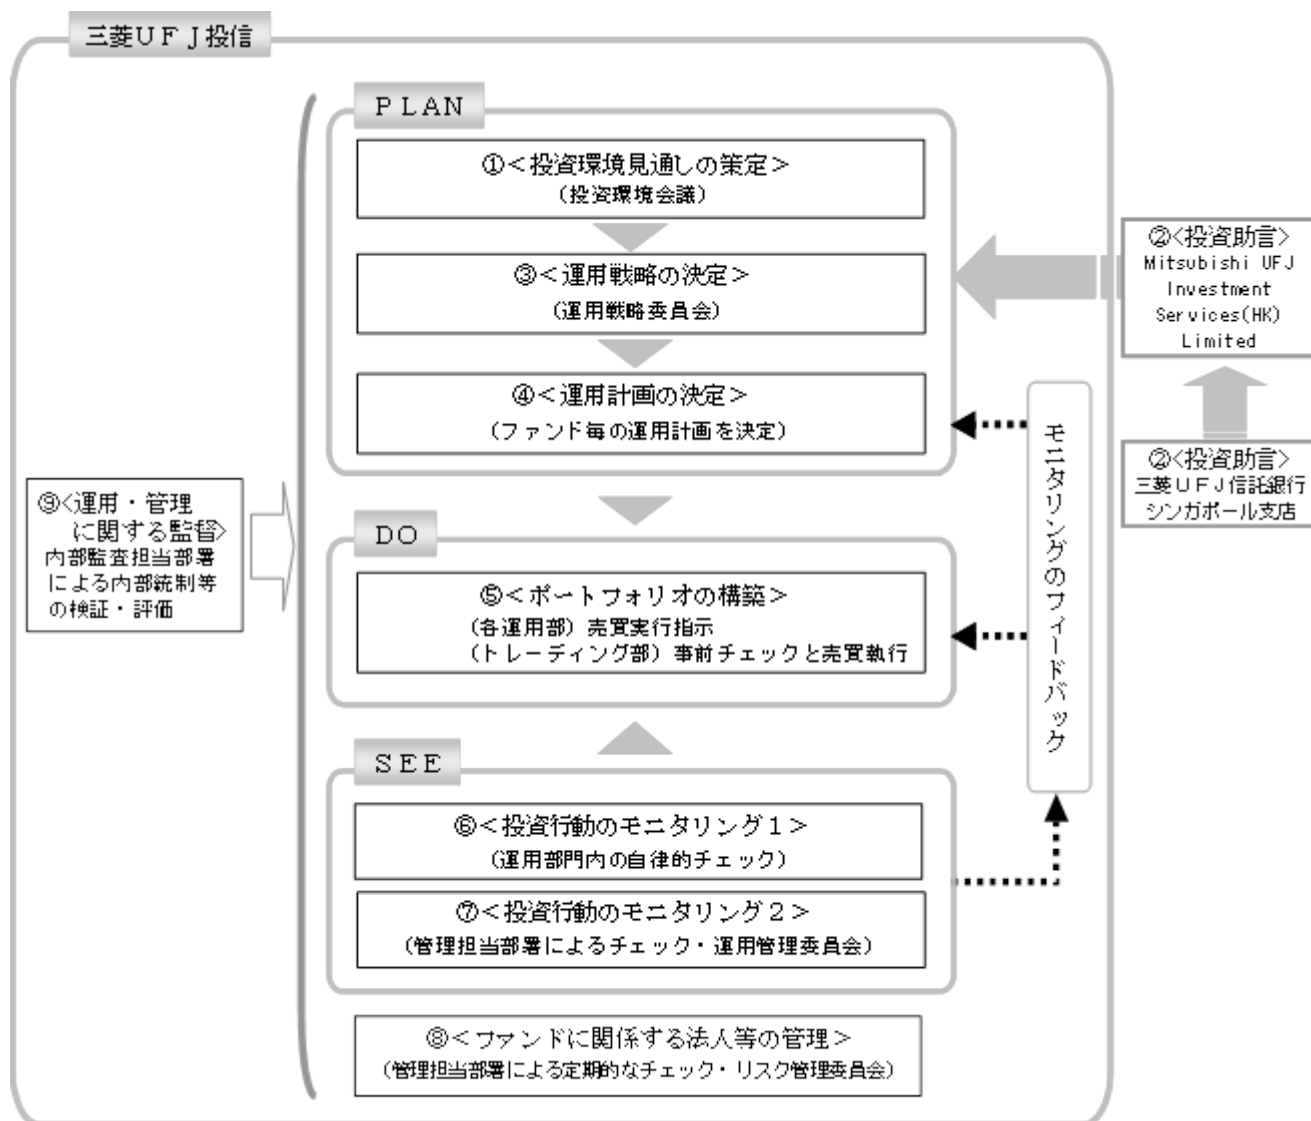 三菱ＵＦＪ投信
ＰＬＡＮ
①＜投資環境見通しの策定＞
（投資環境会議）
③＜運用戦略の決定＞
（運用戦略委員会）
④＜運用計画の決定＞
（ファンド毎の運用計画を決定）
②<投資助言>
Mitsubishi UFJ
Investment
Services(HK)
Limited
②<投資助言>
三菱ＵＦＪ信託銀行
シンガポール支店
モニタリングのフィードバック
⑨<運用・管理
に関する監督>
内部監査担当部署
による内部統制等
の検証・評価
ＤＯ
⑤＜ポートフォリオの構築＞
（各運用部）売買実行指示
（トレーディング部）事前チェックと売買執行
ＳＥＥ
⑥＜投資行動のモニタリング１＞
（運用部門内の自律的チェック）
⑦＜投資行動のモニタリング２＞
（管理担当部署によるチェック・運用管理委員会）
⑧＜ファンドに関係する法人等の管理＞
（管理担当部署による定期的なチェック・リスク管理委員会）